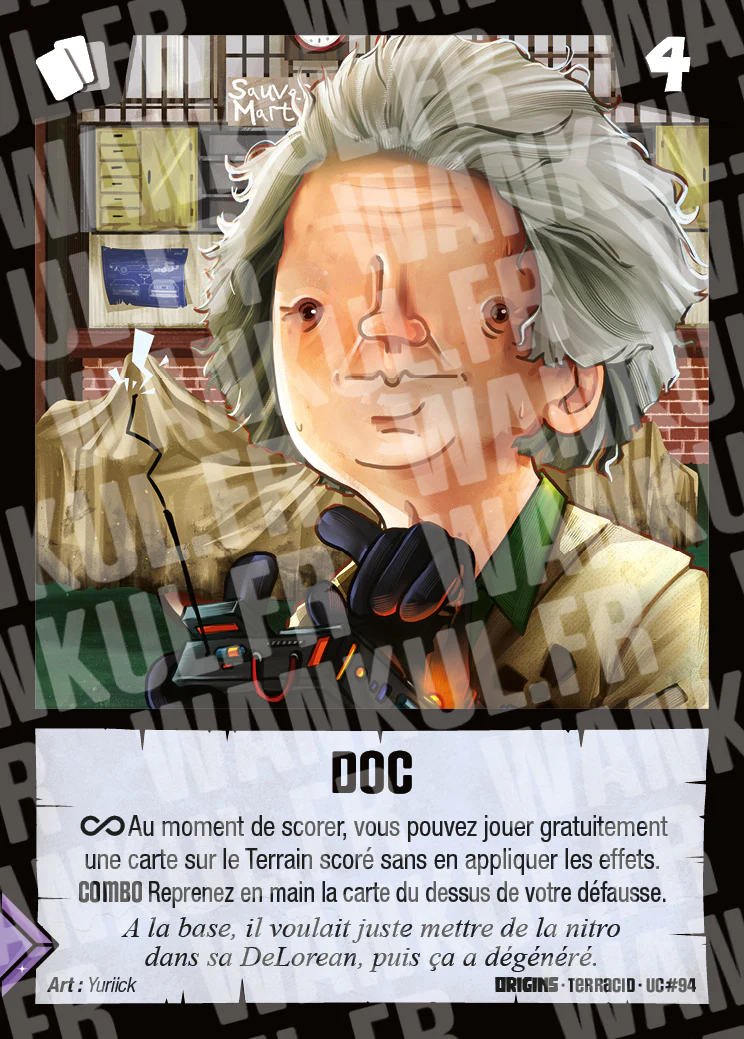 4
Sauve
Mart
DOC
∞ Au moment de scorer, vous pouvez jouer gratuitement
une carte sur le Terrain scoré sans en appliquer les effets.
COMBO Reprenez en main la carte du dessus de votre défausse.
A la base, il voulait juste mettre de la nitro
dans sa DeLorean, puis ça a dégénéré.
Art : Yuriick
ORIGINS · TERRACID · UC#94
WANKUL.FR